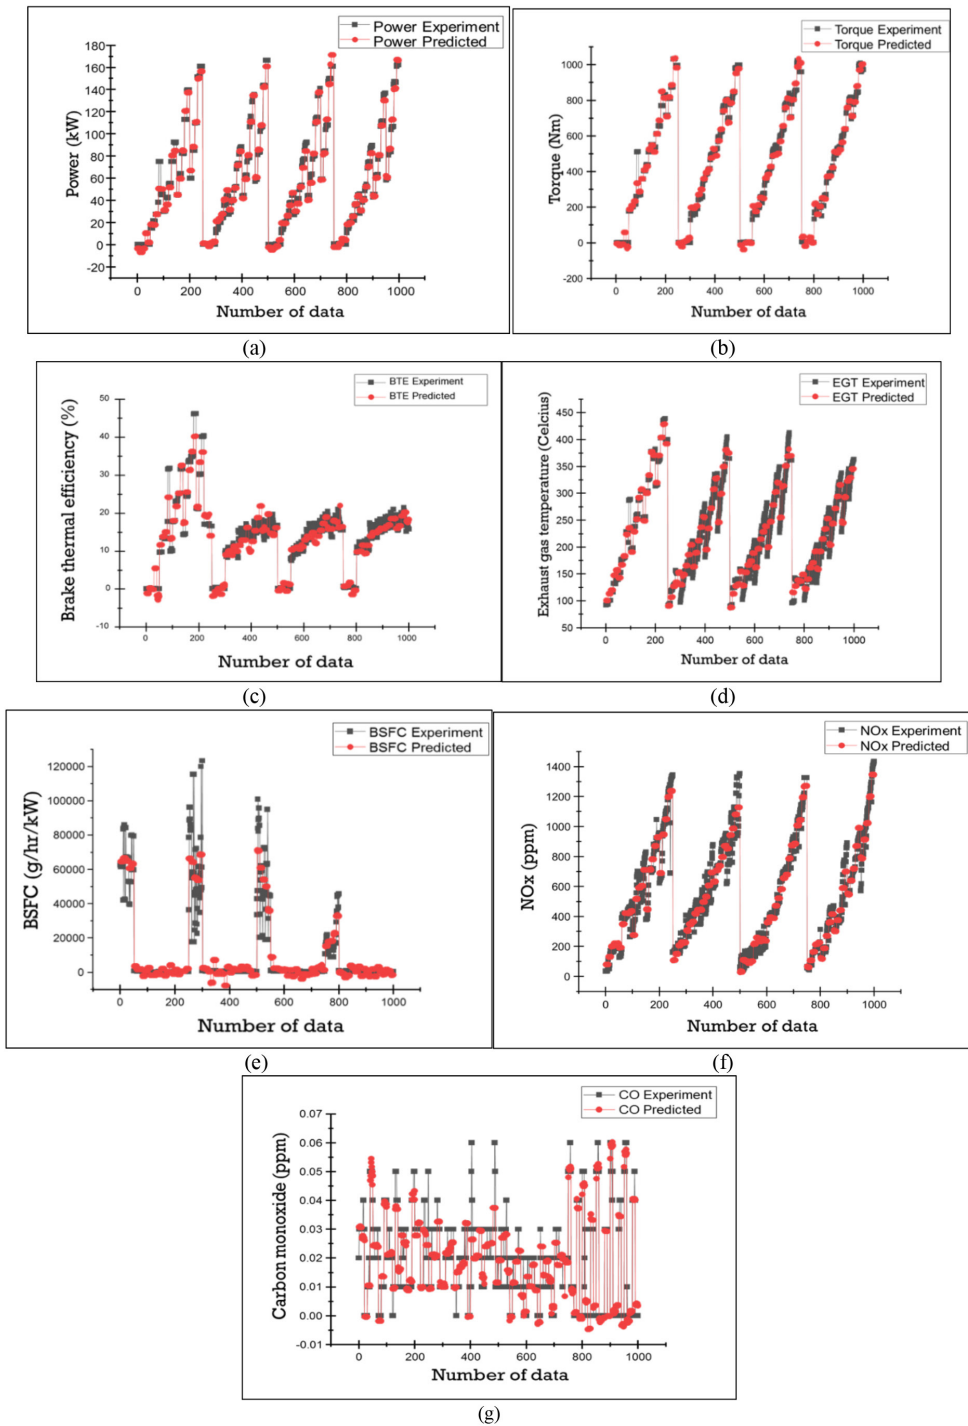 Power Experiment
Power Predicted
180
160
140
120
100
80
60
40
20
0
-20
Power (kW)
0 200 400 600 800 1000
Number of data
(a)
Torque Experiment
Torque Predicted
1000
800
600
400
200
0
-200
Torque (Nm)
0 200 400 600 800 1000
Number of data
(b)
BTE Experiment
BTE Predicted
50
40
30
20
10
0
-10
Brake thermal efficiency (%)
0 200 400 600 800 1000
Number of data
(c)
EGT Experiment
EGT Predicted
450
400
350
300
250
200
150
100
50
Exhaust gas temperature (Celcius)
0 200 400 600 800 1000
Number of data
(d)
BSFC Experiment
BSFC Predicted
120000
100000
80000
60000
40000
20000
0
BSFC (g/hr/kW)
0 200 400 600 800 1000
Number of data
(e)
NOx Experiment
NOx Predicted
1400
1200
1000
800
600
400
200
0
NOx (ppm)
0 200 400 600 800 1000
Number of data
(f)
CO Experiment
CO Predicted
0.07
0.06
0.05
0.04
0.03
0.02
0.01
0.00
-0.01
Carbon monoxide (ppm)
0 200 400 600 800 1000
Number of data
(g)